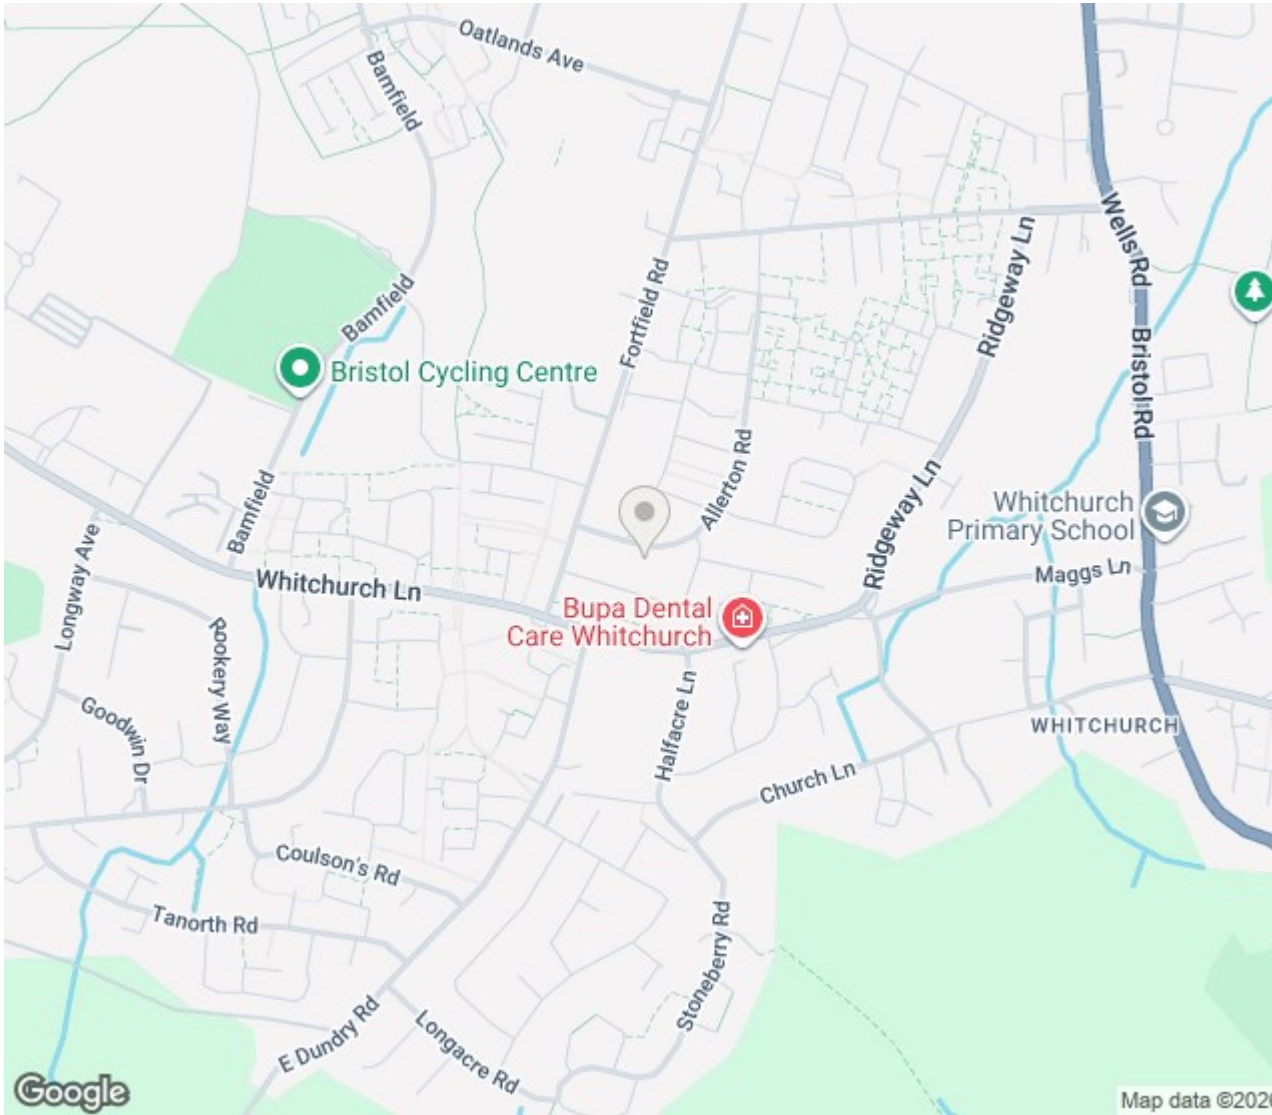 Oatlands Ave
Bamfield
Wells Rd
Ridgeway Ln
Fortfield Rd
Bamfield
Bristol Rd
Bristol Cycling Centre
Allerton Rd
Ridgeway Ln
Whitchurch
Primary School
Bamfield
Longway Ave
Whitchurch Ln
Maggs Ln
Bupa Dental
Care Whitchurch
Rookery Way
Halfacre Ln
WHITCHURCH
Goodwin Dr
Church Ln
Coulson's Rd
Tanorth Rd
Stoneberry Rd
E Dundry Rd
Longacre Rd
Google
Map data ©2026